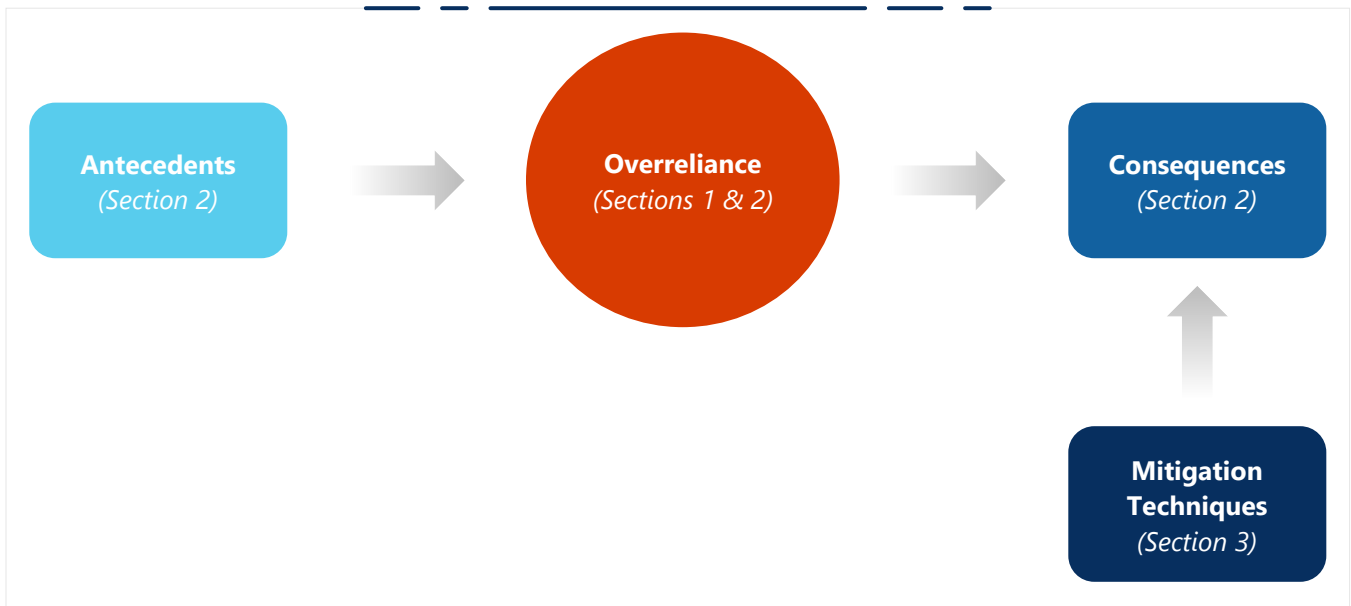 Antecedents
(Section 2)
Overreliance
(Sections 1 & 2)
Consequences
(Section 2)
Mitigation
Techniques
(Section 3)